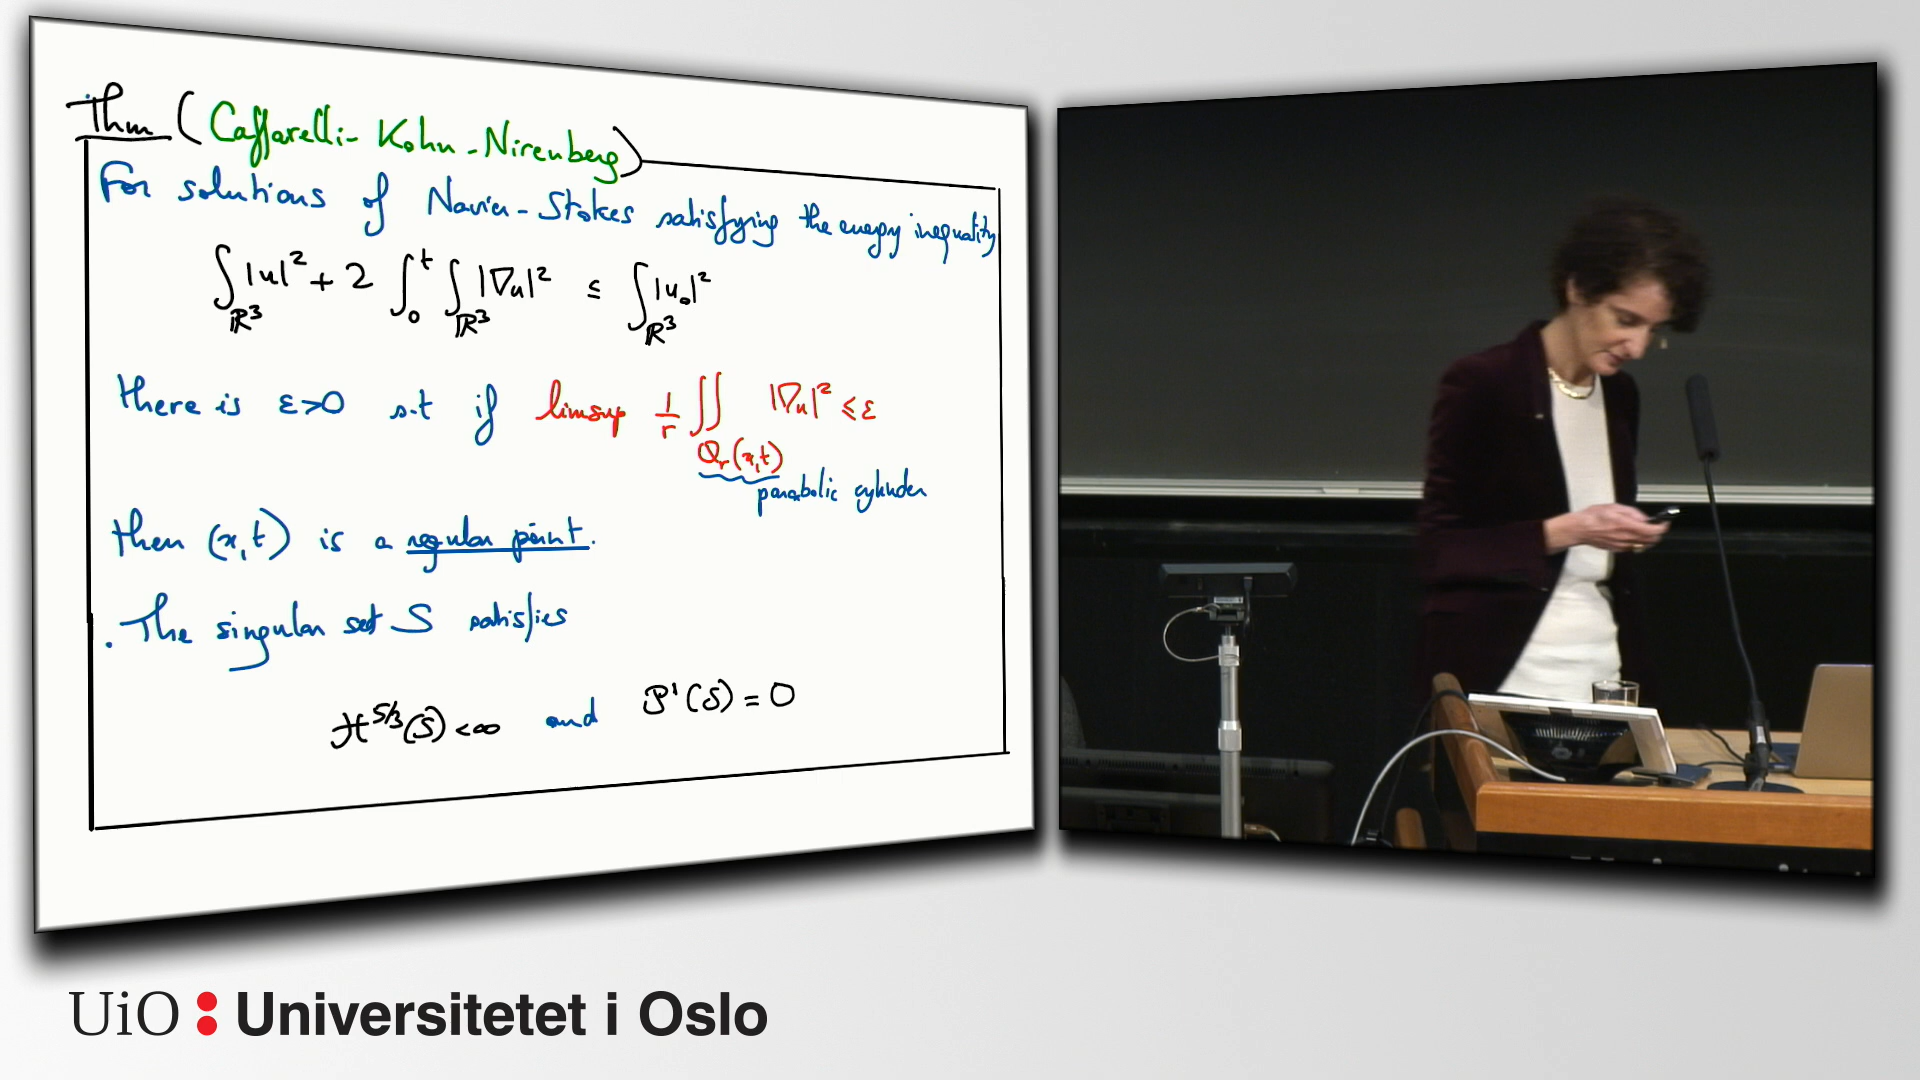 Thm (Caffarelli-Kohn-Nirenberg)
For solutions of Navier-Stokes satisfying the energy inequality
∫_{ℝ³} |u|² + 2 ∫₀ᵗ ∫_{ℝ³} |∇u|² ≤ ∫_{ℝ³} |u₀|²
there is ε>0 s.t if limsup 1/r ∬_{Q_r(x,t)} |∇u|² ≤ ε
parabolic cylinder
then (x,t) is a regular point.
. The singular set S satisfies
ℋ^{5/3}(S) <∞ and 𝒫¹(S) = 0
UiO : Universitetet i Oslo